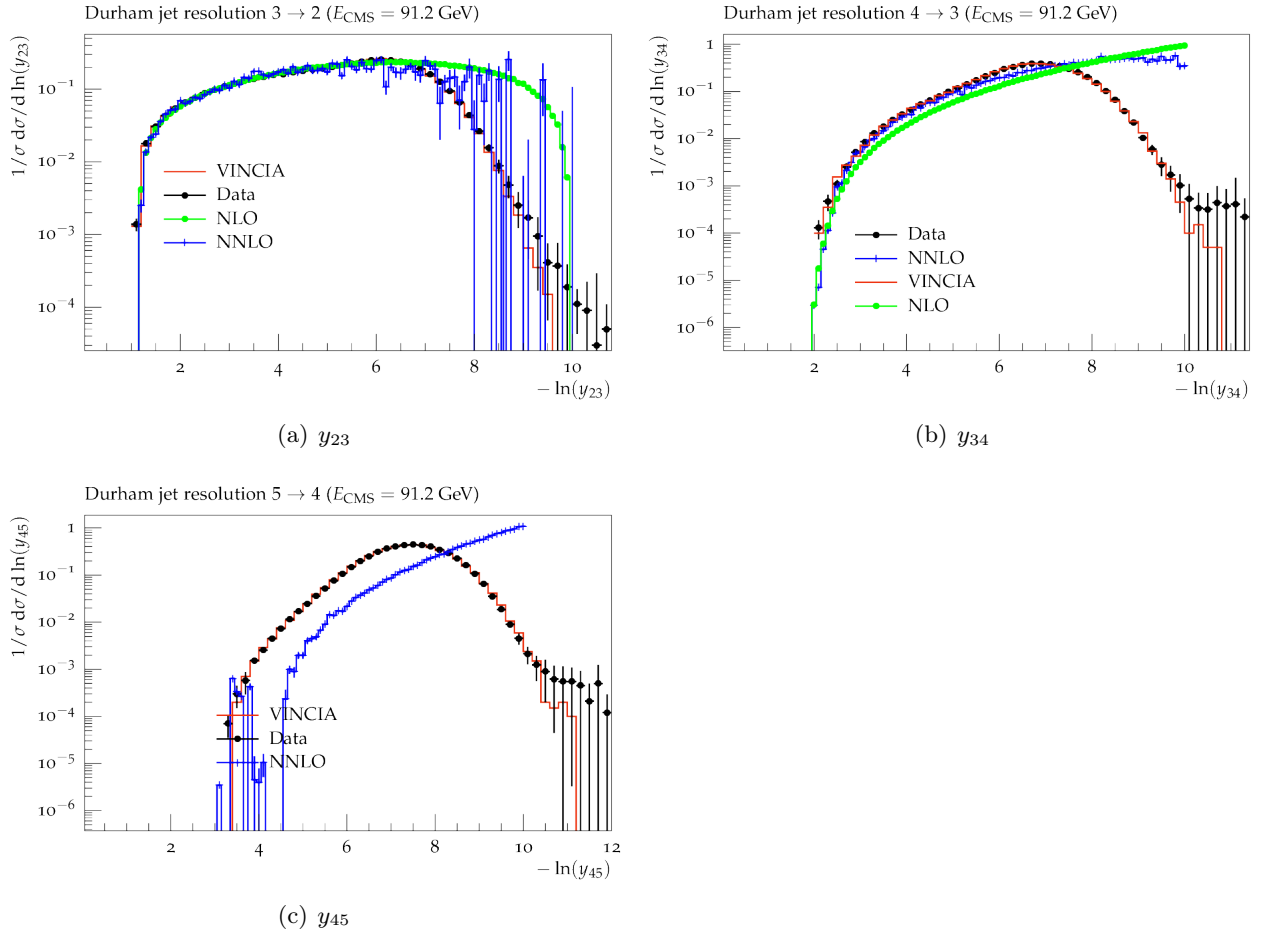 Durham jet resolution 3 → 2 (E_CMS = 91.2 GeV)
1/σ dσ/d ln(y_23)
10^−1
10^−2
10^−3
10^−4
VINCIA
Data
NLO
NNLO
2 4 6 8 10
− ln(y_23)
(a) y_23
Durham jet resolution 4 → 3 (E_CMS = 91.2 GeV)
1/σ dσ/d ln(y_34)
1
10^−1
10^−2
10^−3
10^−4
10^−5
10^−6
Data
NNLO
VINCIA
NLO
2 4 6 8 10
− ln(y_34)
(b) y_34
Durham jet resolution 5 → 4 (E_CMS = 91.2 GeV)
1/σ dσ/d ln(y_45)
1
10^−1
10^−2
10^−3
10^−4
10^−5
10^−6
VINCIA
Data
NNLO
2 4 6 8 10 12
− ln(y_45)
(c) y_45